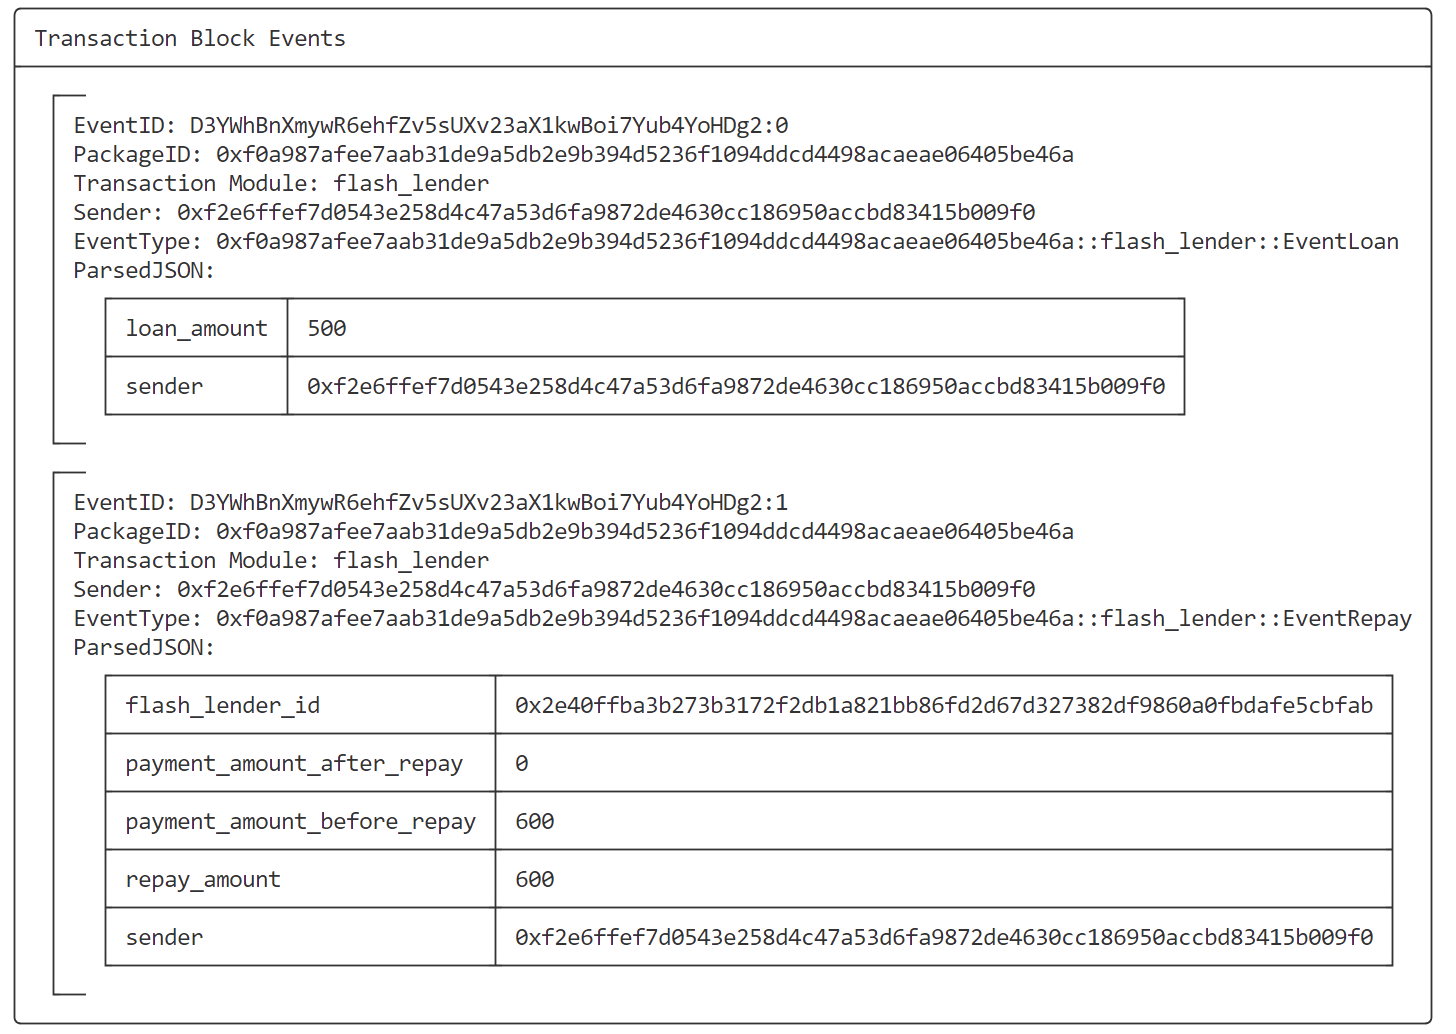 Transaction Block Events
EventID: D3YWhBnXmywR6ehfZv5sUXv23aX1kwBoi7Yub4YoHDg2:0
PackageID: 0xf0a987afee7aab31de9a5db2e9b394d5236f1094ddcd4498acaeae06405be46a
Transaction Module: flash_lender
Sender: 0xf2e6ffef7d0543e258d4c47a53d6fa9872de4630cc186950accbd83415b009f0
EventType: 0xf0a987afee7aab31de9a5db2e9b394d5236f1094ddcd4498acaeae06405be46a::flash_lender::EventLoan
ParsedJSON:
loan_amount 500
sender 0xf2e6ffef7d0543e258d4c47a53d6fa9872de4630cc186950accbd83415b009f0
EventID: D3YWhBnXmywR6ehfZv5sUXv23aX1kwBoi7Yub4YoHDg2:1
PackageID: 0xf0a987afee7aab31de9a5db2e9b394d5236f1094ddcd4498acaeae06405be46a
Transaction Module: flash_lender
Sender: 0xf2e6ffef7d0543e258d4c47a53d6fa9872de4630cc186950accbd83415b009f0
EventType: 0xf0a987afee7aab31de9a5db2e9b394d5236f1094ddcd4498acaeae06405be46a::flash_lender::EventRepay
ParsedJSON:
flash_lender_id 0x2e40ffba3b273b3172f2db1a821bb86fd2d67d327382df9860a0fbdafe5cbfab
payment_amount_after_repay 0
payment_amount_before_repay 600
repay_amount 600
sender 0xf2e6ffef7d0543e258d4c47a53d6fa9872de4630cc186950accbd83415b009f0